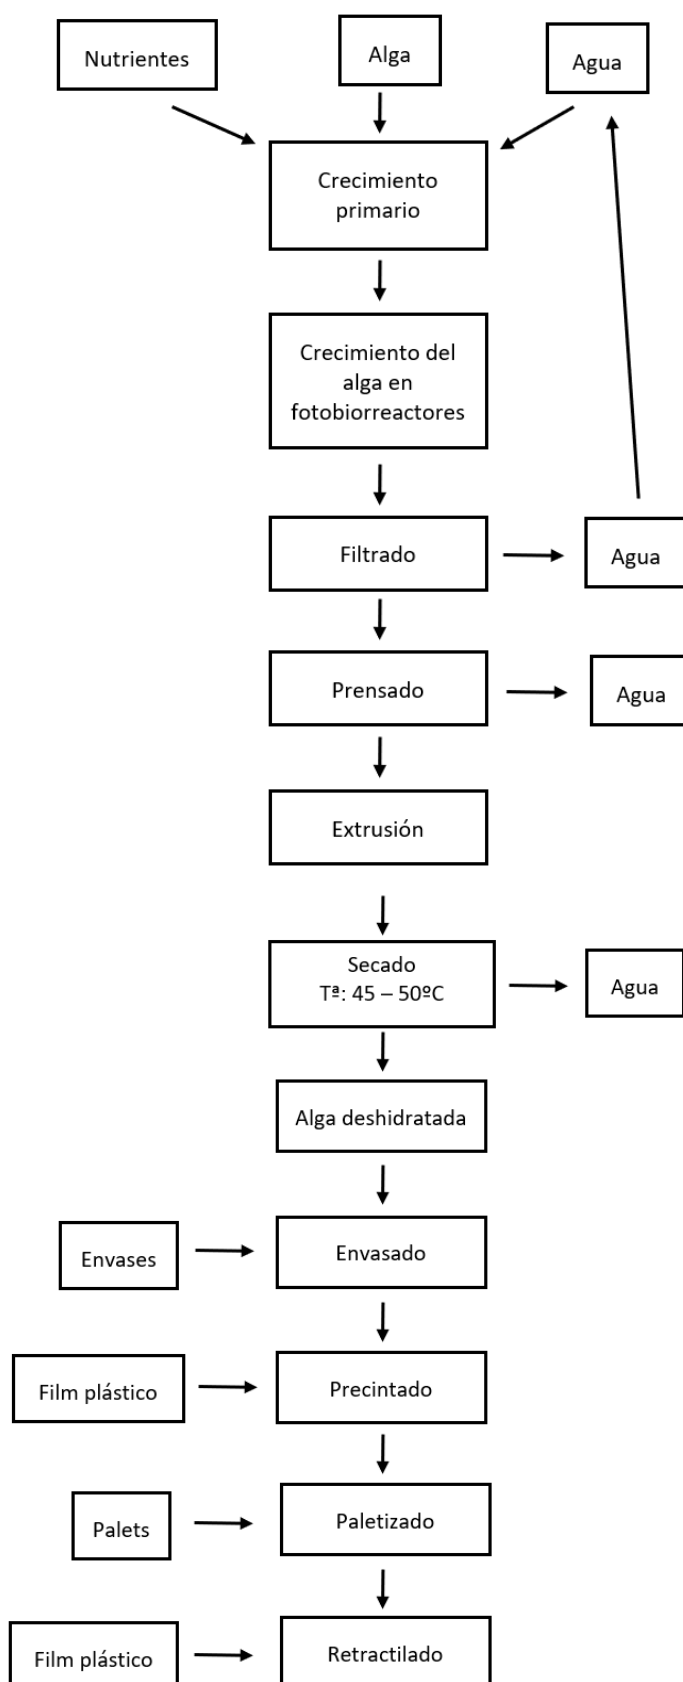 Nutrientes
Alga
Agua
Crecimiento
primario
Crecimiento del
alga en
fotobiorreactores
Filtrado
Agua
Prensado
Agua
Extrusión
Secado
Tª: 45 – 50ºC
Agua
Alga deshidratada
Envases
Envasado
Film plástico
Precintado
Palets
Paletizado
Film plástico
Retractilado